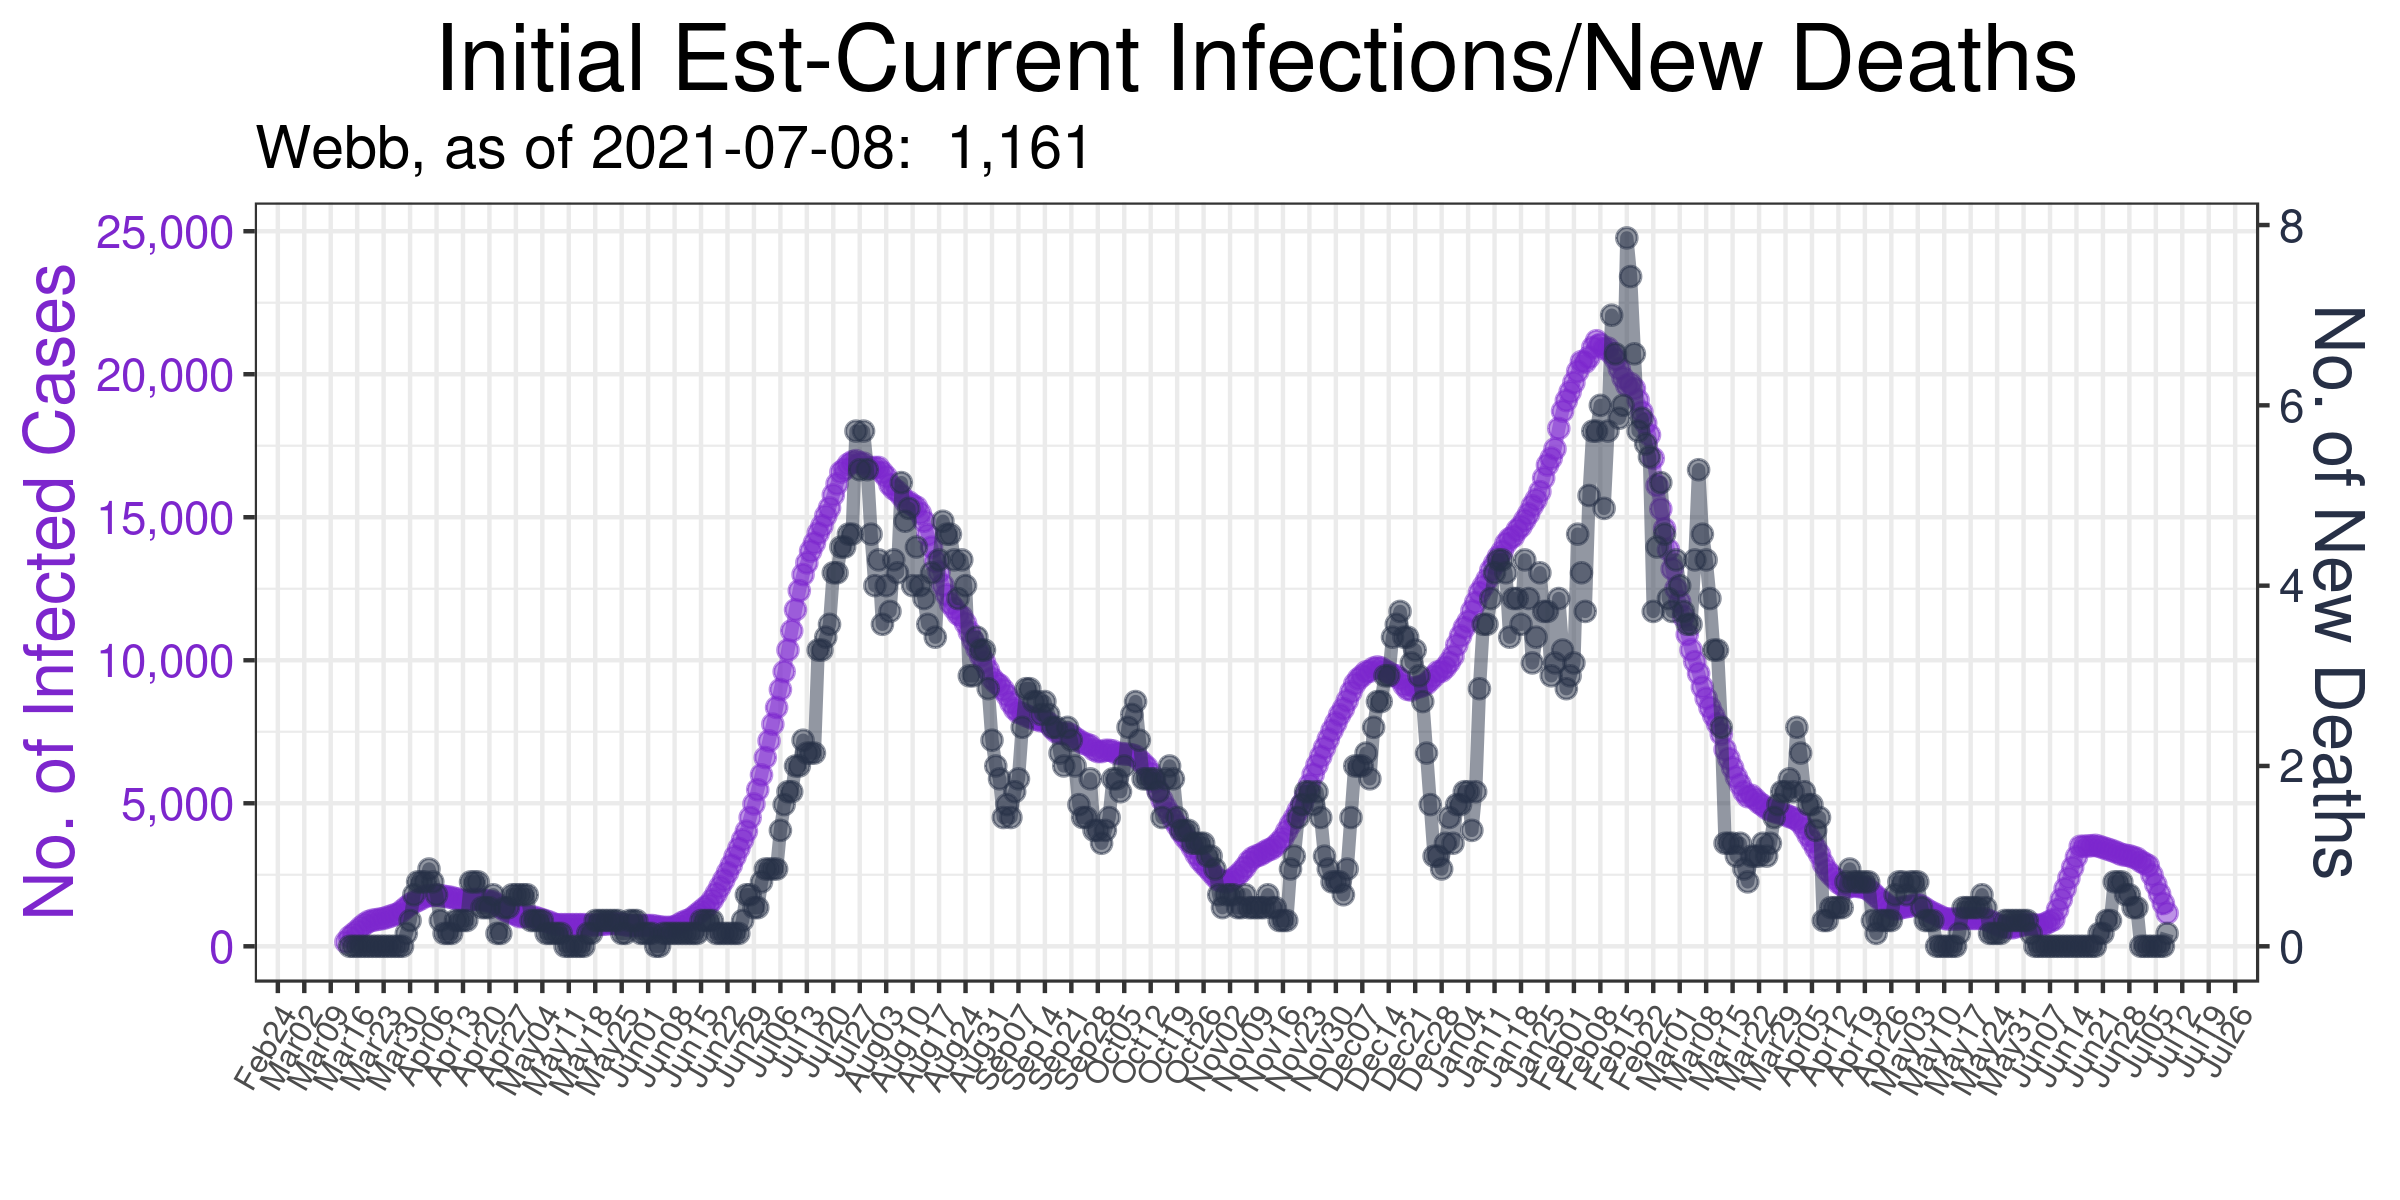 Initial Est-Current Infections/New Deaths
Webb, as of 2021-07-08: 1,161
No. of Infected Cases
25,000
20,000
15,000
10,000
5,000
0
8
6
4
2
0
No. of New Deaths
Feb24
Mar02
Mar09
Mar16
Mar23
Mar30
Apr06
Apr13
Apr20
Apr27
May04
May11
May18
May25
Jun01
Jun08
Jun15
Jun22
Jun29
Jul06
Jul13
Jul20
Jul27
Aug03
Aug10
Aug17
Aug24
Aug31
Sep07
Sep14
Sep21
Sep28
Oct05
Oct12
Oct19
Oct26
Nov02
Nov09
Nov16
Nov23
Nov30
Dec07
Dec14
Dec21
Dec28
Jan04
Jan11
Jan18
Jan25
Feb01
Feb08
Feb15
Feb22
Mar01
Mar08
Mar15
Mar22
Mar29
Apr05
Apr12
Apr19
Apr26
May03
May10
May17
May24
May31
Jun07
Jun14
Jun21
Jun28
Jul05
Jul12
Jul19
Jul26